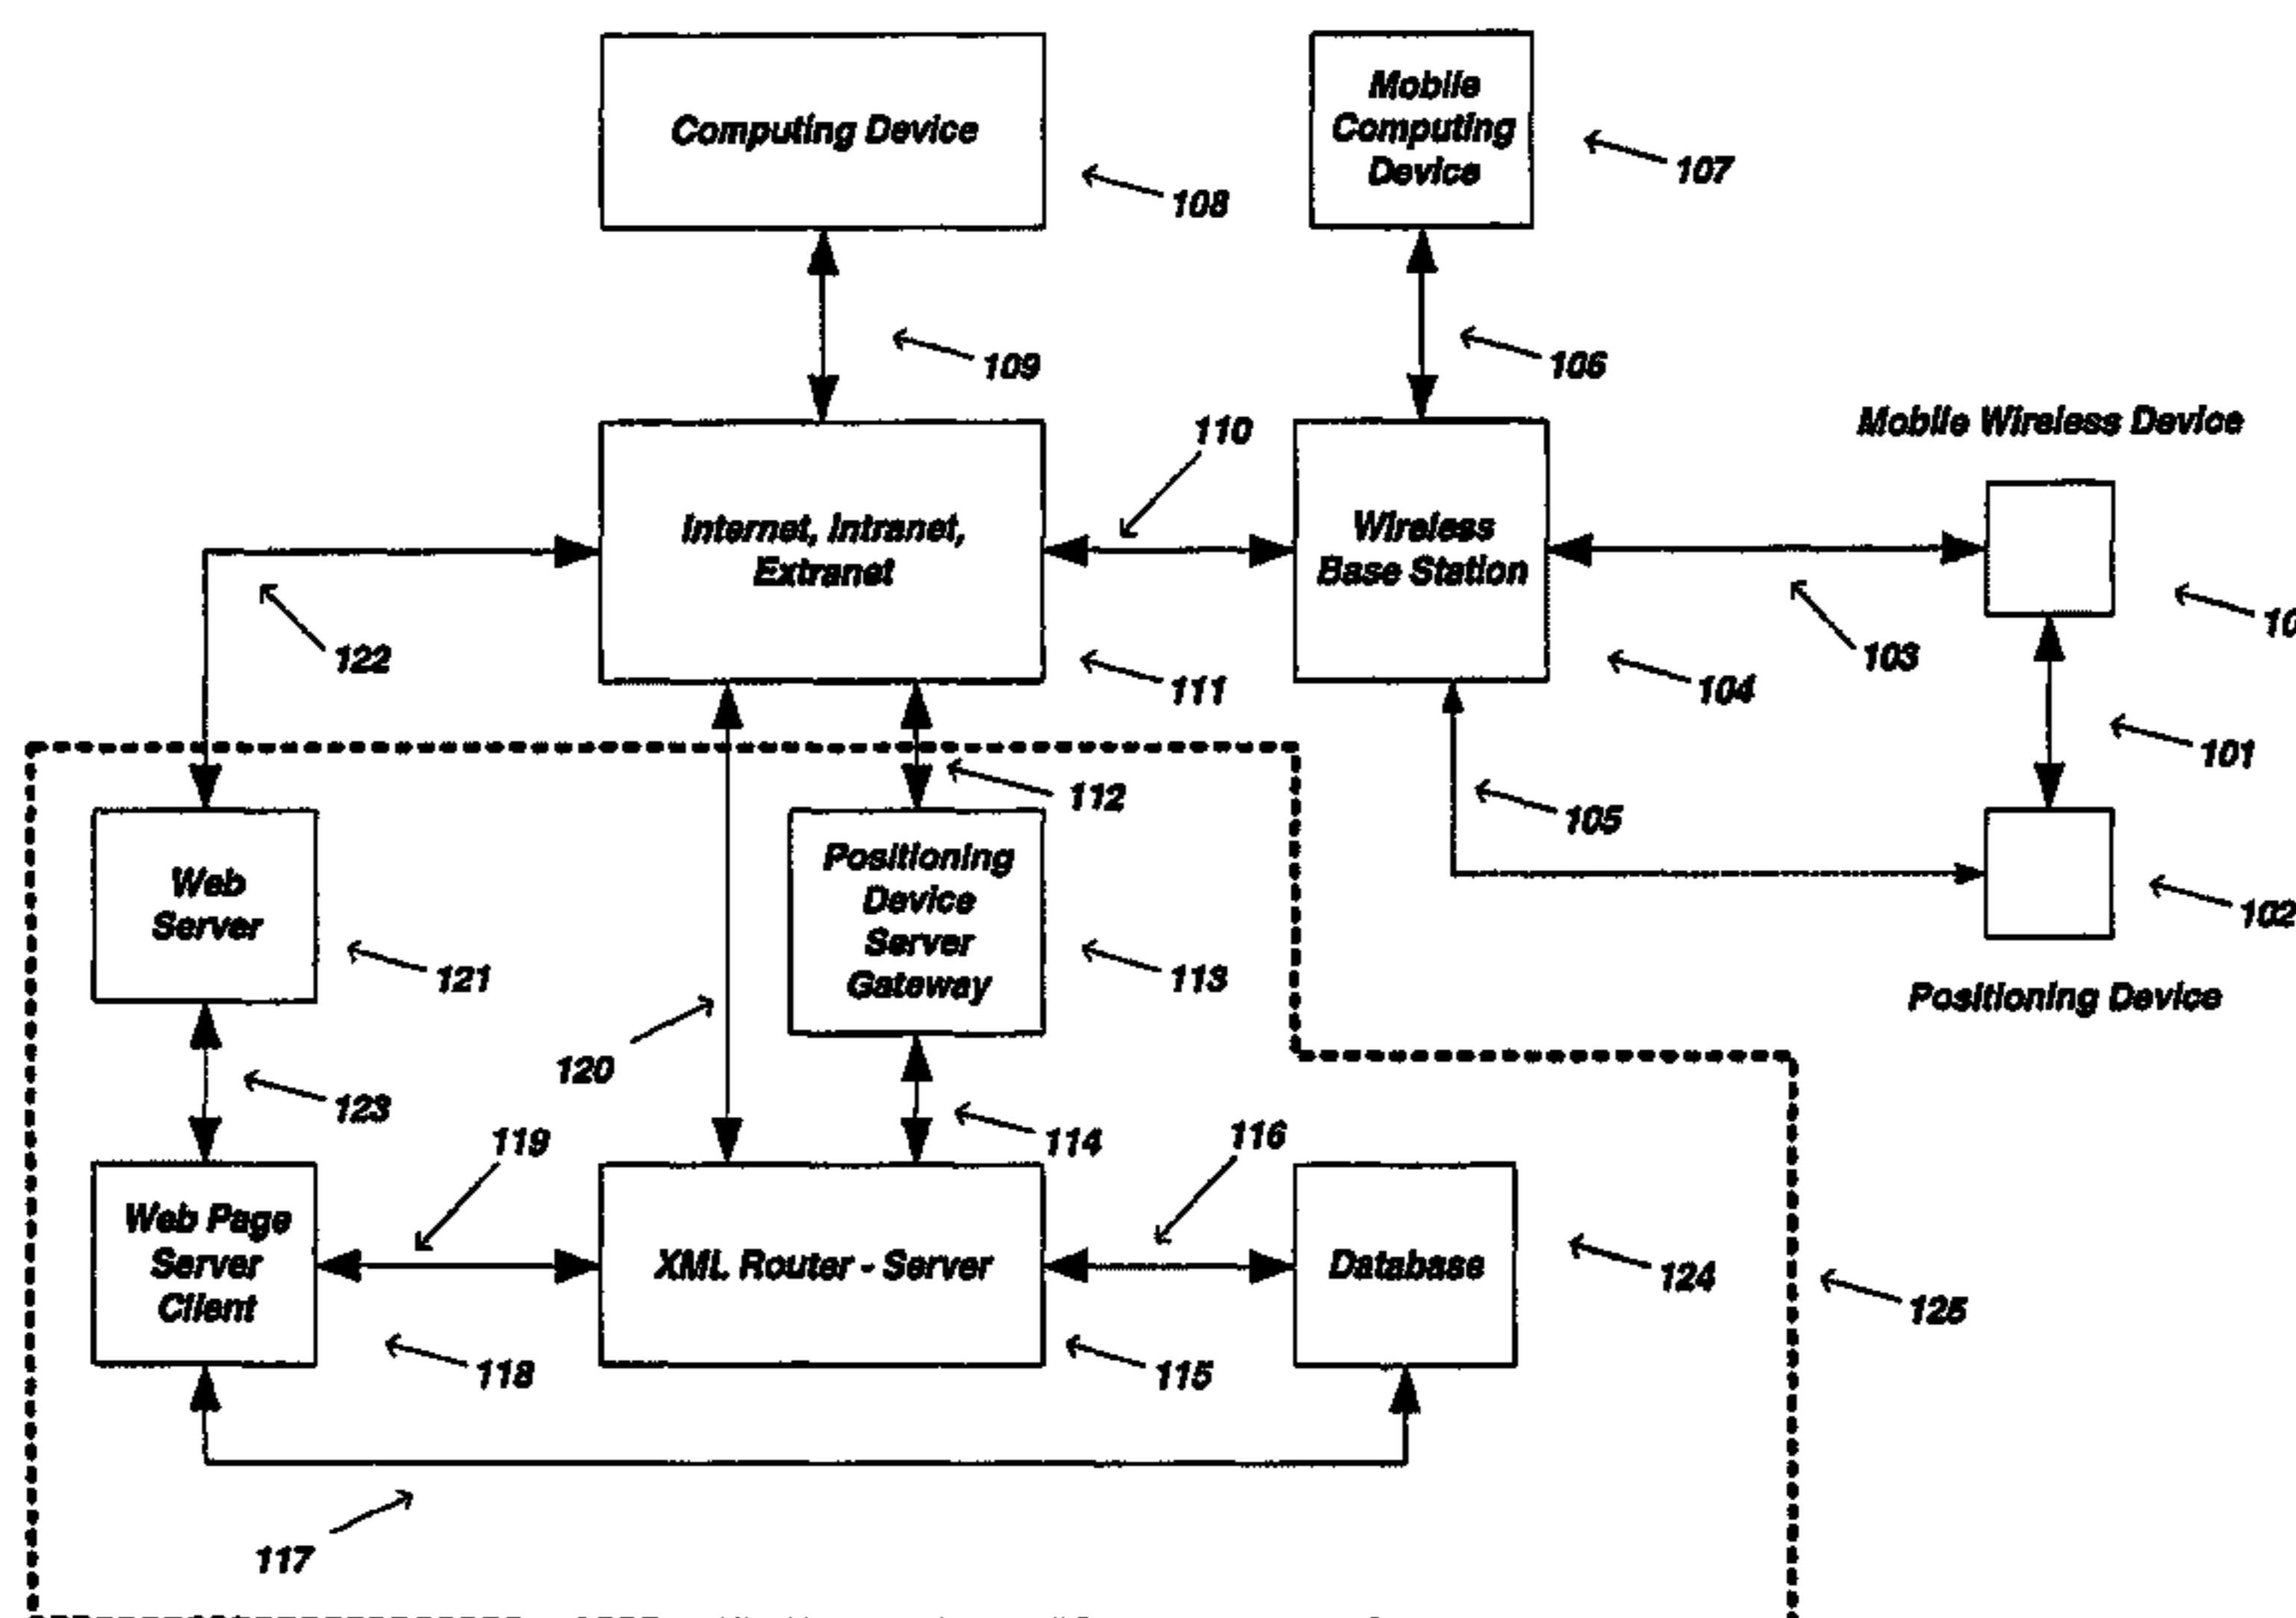 Computing Device
Mobile
Computing
Device
107
108
109
106
110
Mobile Wireless Device
Internet, Intranet,
Extranet
Wireless
Base Station
122
111
103
104
101
112
105
102
Web
Server
Positioning
Device
Server
Gateway
121
113
Positioning Device
120
123
119
114
116
Web Page
Server
Client
XML Router - Server
Database
124
125
118
115
117